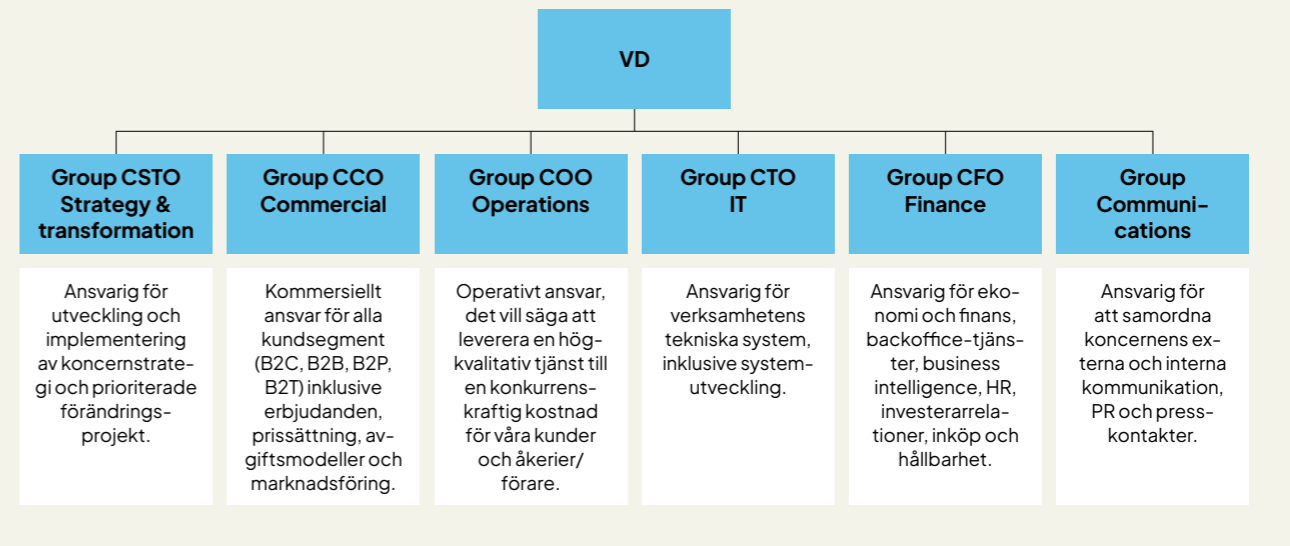 VD
Group CSTO
Strategy &
transformation
Ansvarig för
utveckling och
implementering
av koncernstrate-
gi och prioriterade
förändrings-
projekt.
Group CCO
Commercial
Kommersiellt
ansvar för alla
kundsegment
(B2C, B2B, B2P,
B2T) inklusive
erbjudanden,
prissättning, av-
giftsmodeller och
marknadsföring.
Group COO
Operations
Operativt ansvar,
det vill säga att
leverera en hög-
kvalitativ tjänst till
en konkurrens-
kraftig kostnad
för våra kunder
och åkerier/
förare.
Group CTO
IT
Ansvarig för
verksamhetens
tekniska system,
inklusive system-
utveckling.
Group CFO
Finance
Ansvarig för eko-
nomi och finans,
backoffice-tjäns-
ter, business
intelligence, HR,
investerarrela-
tioner, inköp och
hållbarhet.
Group
Communi-
cations
Ansvarig för
att samordna
koncernens ex-
terna och interna
kommunikation,
PR och press-
kontakter.